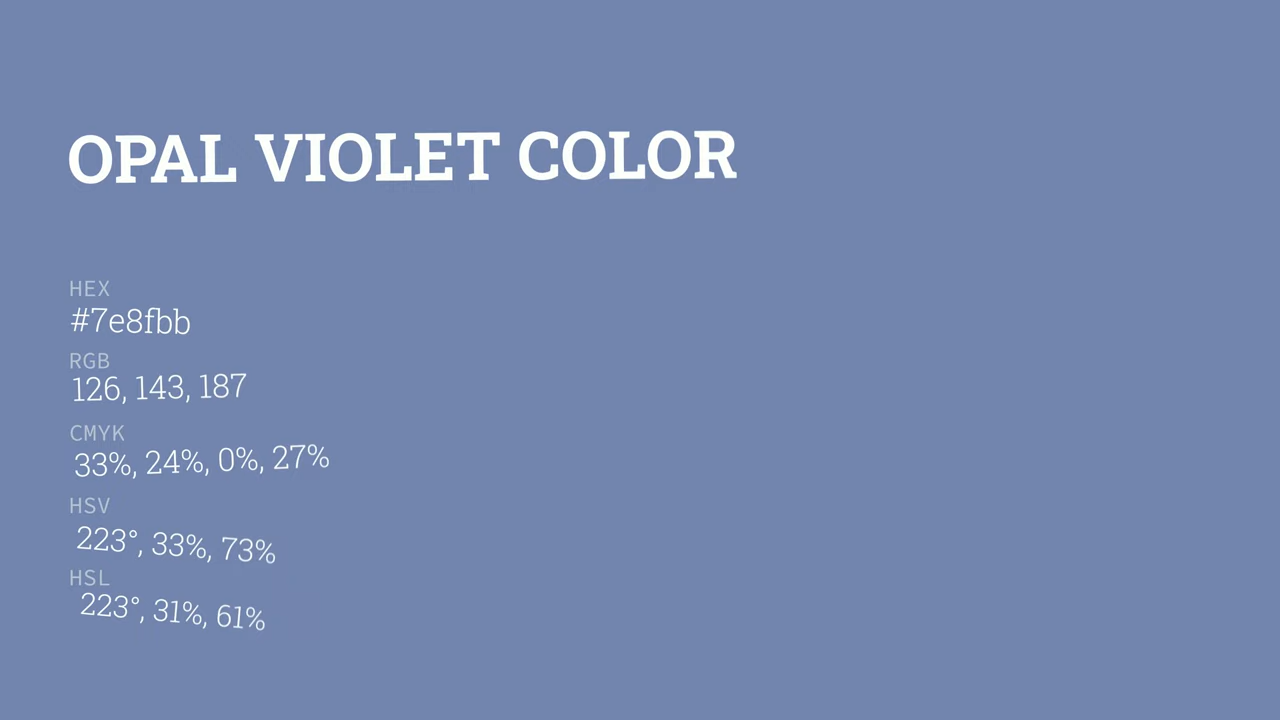 OPAL VIOLET COLOR
HEX
#7e8fbb
RGB
126, 143, 187
CMYK
33%, 24%, 0%, 27%
HSV
223°, 33%, 73%
HSL
223°, 31%, 61%